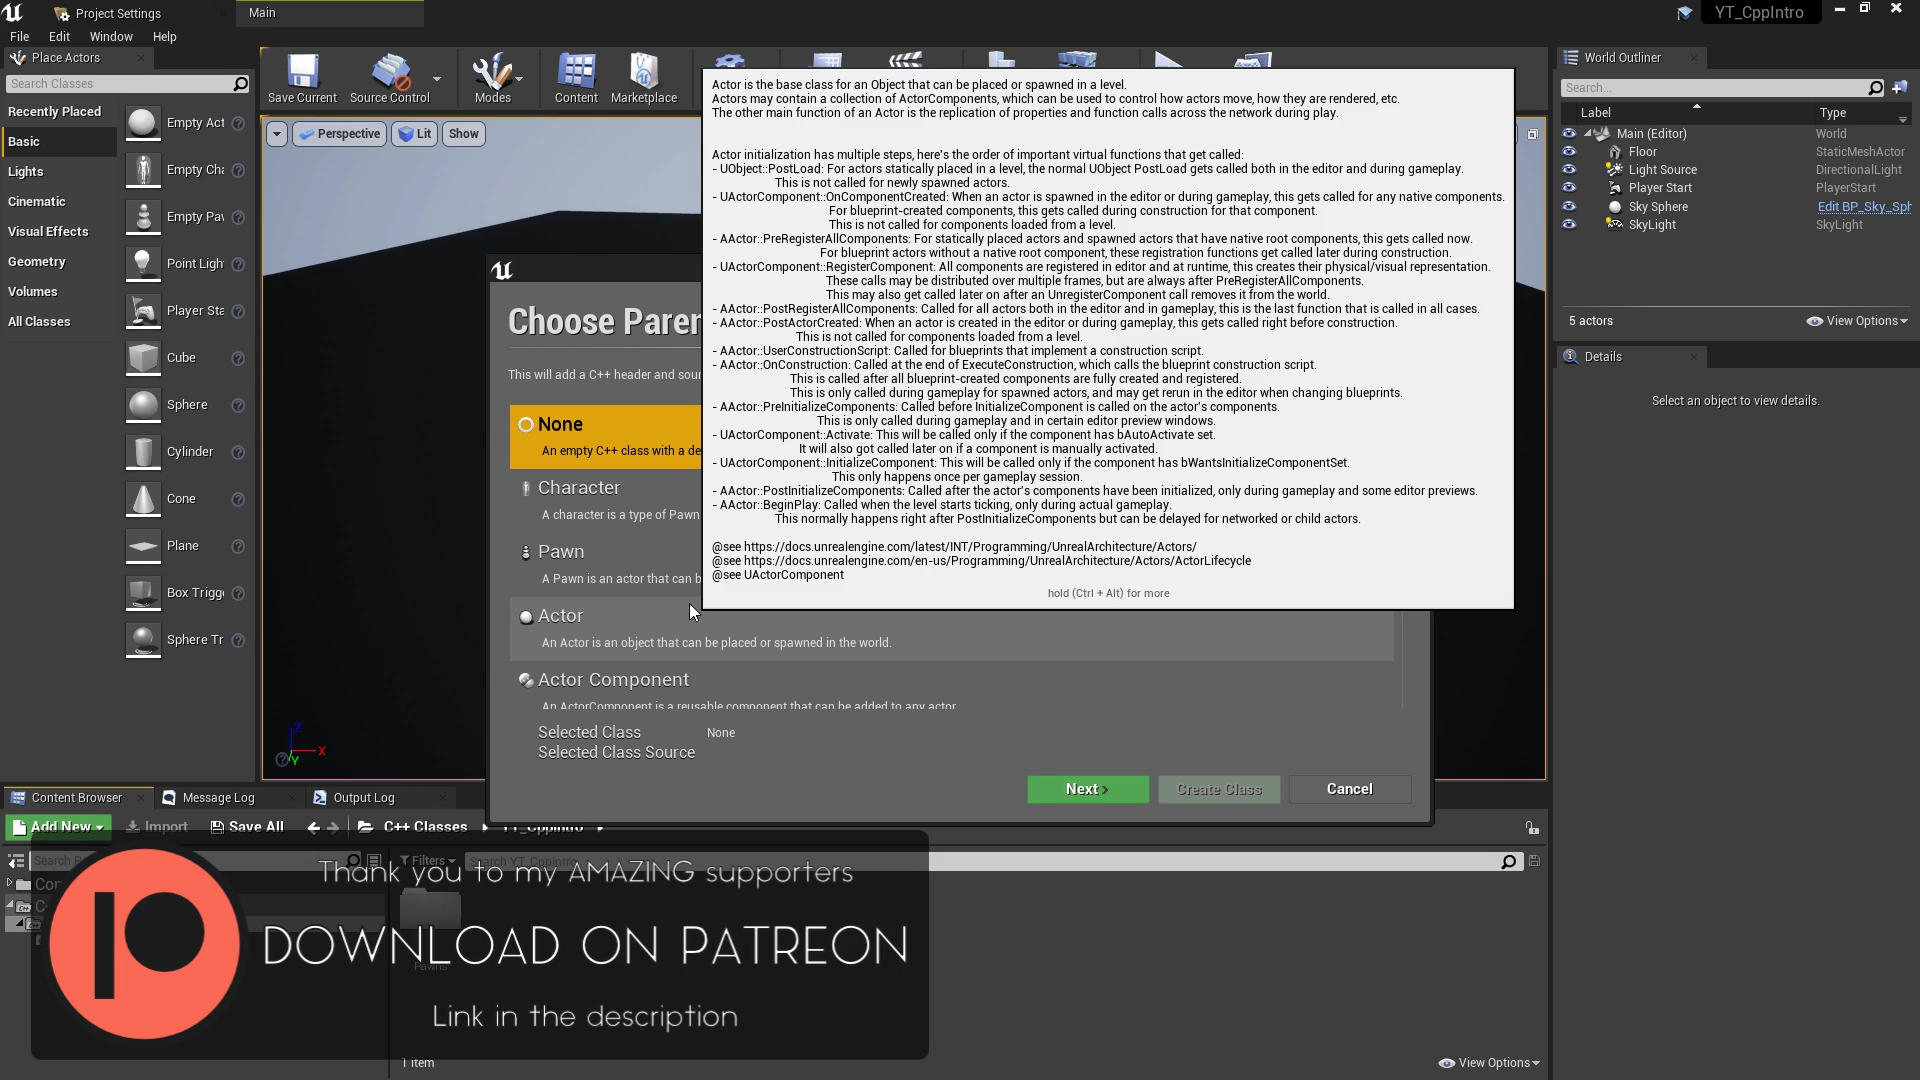 Project Settings
Main
YT_CppIntro
File
Edit
Window
Help
Place Actors
Search Classes
Recently Placed
Basic
Lights
Cinematic
Visual Effects
Geometry
Volumes
All Classes
Empty Act
Empty Cha
Empty Paw
Point Ligh
Player Sta
Cube
Sphere
Cylinder
Cone
Plane
Box Trigge
Sphere Tr
Save Current
Source Control
Modes
Content
Marketplace
Perspective
Lit
Show
Actor is the base class for an Object that can be placed or spawned in a level.
Actors may contain a collection of ActorComponents, which can be used to control how actors move, how they are rendered, etc.
The other main function of an Actor is the replication of properties and function calls across the network during play.
Actor initialization has multiple steps, here's the order of important virtual functions that get called:
- UObject::PostLoad: For actors statically placed in a level, the normal UObject PostLoad gets called both in the editor and during gameplay.
This is not called for newly spawned actors.
- UActorComponent::OnComponentCreated: When an actor is spawned in the editor or during gameplay, this gets called for any native components.
For blueprint-created components, this gets called during construction for that component.
This is not called for components loaded from a level.
- AActor::PreRegisterAllComponents: For statically placed actors and spawned actors that have native root components, this gets called now.
For blueprint actors without a native root component, these registration functions get called later during construction.
- UActorComponent::RegisterComponent: All components are registered in editor and at runtime, this creates their physical/visual representation.
These calls may be distributed over multiple frames, but are always after PreRegisterAllComponents.
This may also get called later on after an UnregisterComponent call removes it from the world.
- AActor::PostRegisterAllComponents: Called for all actors both in the editor and in gameplay, this is the last function that is called in all cases.
- AActor::PostActorCreated: When an actor is created in the editor or during gameplay, this gets called right before construction.
This is not called for components loaded from a level.
- AActor::UserConstructionScript: Called for blueprints that implement a construction script.
- AActor::OnConstruction: Called at the end of ExecuteConstruction, which calls the blueprint construction script.
This is called after all blueprint-created components are fully created and registered.
This is only called during gameplay for spawned actors, and may get rerun in the editor when changing blueprints.
- AActor::PreInitializeComponents: Called before InitializeComponent is called on the actor's components.
This is only called during gameplay and in certain editor preview windows.
- UActorComponent::Activate: This will be called only if the component has bAutoActivate set.
It will also got called later on if a component is manually activated.
- UActorComponent::InitializeComponent: This will be called only if the component has bWantsInitializeComponentSet.
This only happens once per gameplay session.
- AActor::PostInitializeComponents: Called after the actor's components have been initialized, only during gameplay and some editor previews.
- AActor::BeginPlay: Called when the level starts ticking, only during actual gameplay.
This normally happens right after PostInitializeComponents but can be delayed for networked or child actors.
@see https://docs.unrealengine.com/latest/INT/Programming/UnrealArchitecture/Actors/
@see https://docs.unrealengine.com/en-us/Programming/UnrealArchitecture/Actors/ActorLifecycle
@see UActorComponent
hold (Ctrl + Alt) for more
Choose Paren
This will add a C++ header and sour
None
An empty C++ class with a de
Character
A character is a type of Pawn
Pawn
A Pawn is an actor that can b
Actor
An Actor is an object that can be placed or spawned in the world.
Actor Component
An ActorComponent is a reusable component that can be added to any actor
Selected Class None
Selected Class Source
Next
Create Class
Cancel
Z
X
Y
World Outliner
Search...
Label Type
Main (Editor) World
Floor StaticMeshActor
Light Source DirectionalLight
Player Start PlayerStart
Sky Sphere Edit BP_Sky_Sph
SkyLight SkyLight
5 actors
View Options
Details
Select an object to view details.
Content Browser
Message Log
Output Log
Add New
Import
Save All
C++ Classes
YT_CppIntro
Filters
Search YT_CppIntro
Thank you to my AMAZING supporters
DOWNLOAD ON PATREON
Pawns
Link in the description
1 item
View Options